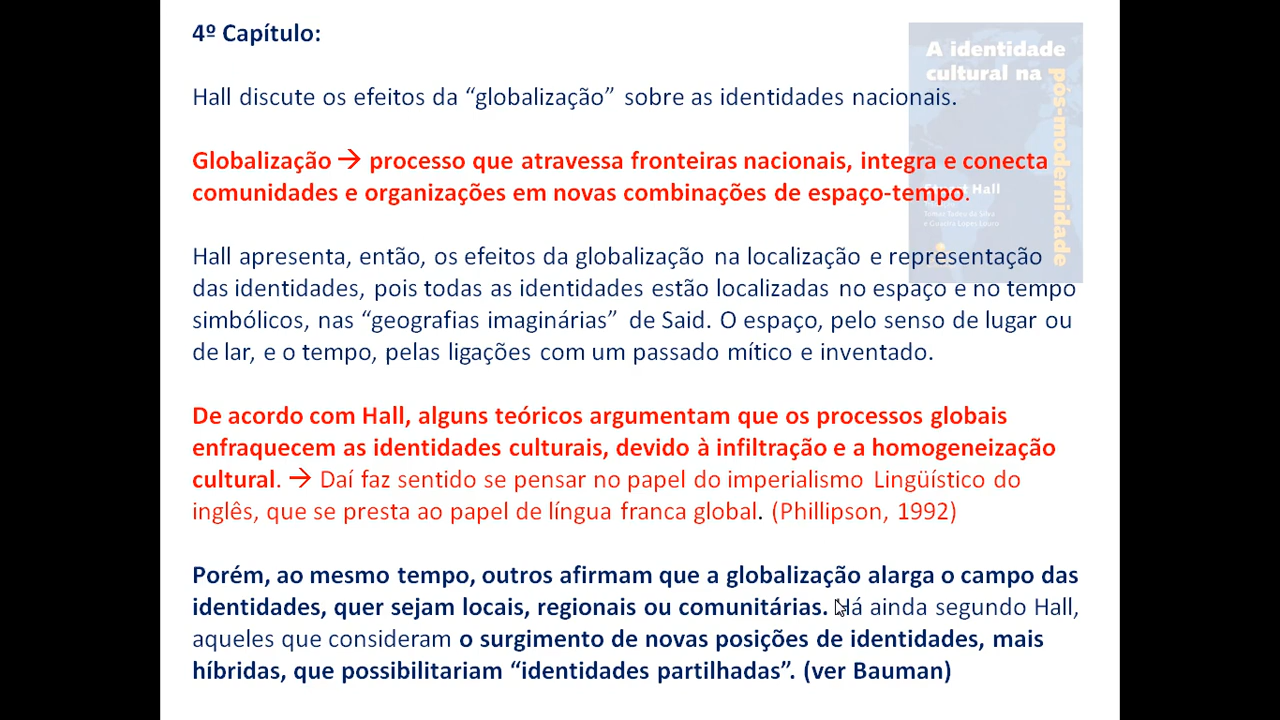 4º Capítulo:
A identidade
cultural na
pós-modernidade
Hall discute os efeitos da “globalização” sobre as identidades nacionais.
Globalização → processo que atravessa fronteiras nacionais, integra e conecta
comunidades e organizações em novas combinações de espaço-tempo.
Hall
Hall apresenta, então, os efeitos da globalização na localização e representação
das identidades, pois todas as identidades estão localizadas no espaço e no tempo
simbólicos, nas “geografias imaginárias” de Said. O espaço, pelo senso de lugar ou
de lar, e o tempo, pelas ligações com um passado mítico e inventado.
De acordo com Hall, alguns teóricos argumentam que os processos globais
enfraquecem as identidades culturais, devido à infiltração e a homogeneização
cultural. → Daí faz sentido se pensar no papel do imperialismo Lingüístico do
inglês, que se presta ao papel de língua franca global. (Phillipson, 1992)
Porém, ao mesmo tempo, outros afirmam que a globalização alarga o campo das
identidades, quer sejam locais, regionais ou comunitárias. Há ainda segundo Hall,
aqueles que consideram o surgimento de novas posições de identidades, mais
híbridas, que possibilitariam “identidades partilhadas”. (ver Bauman)